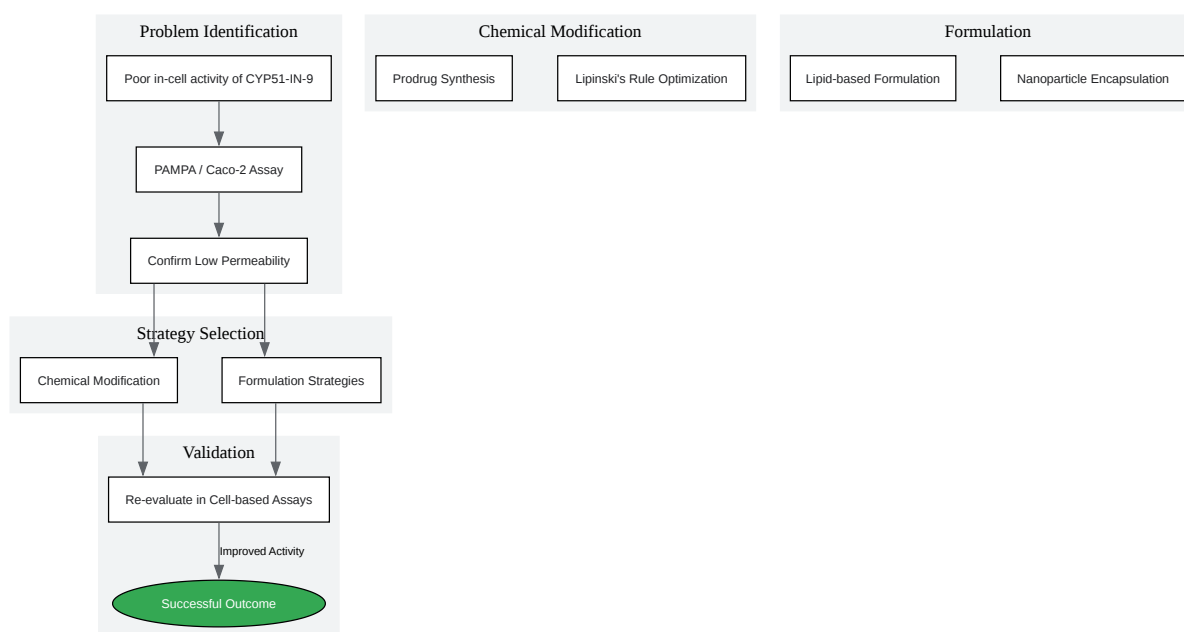 Problem Identification
Poor in-cell activity of CYP51-IN-9
PAMPA / Caco-2 Assay
Confirm Low Permeability
Strategy Selection
Chemical Modification
Formulation Strategies
Validation
Re-evaluate in Cell-based Assays
Improved Activity
Successful Outcome
Chemical Modification
Prodrug Synthesis
Lipinski's Rule Optimization
Formulation
Lipid-based Formulation
Nanoparticle Encapsulation